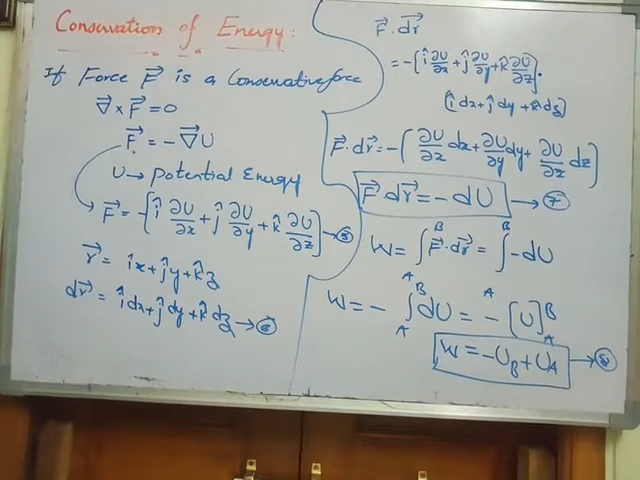 Conservation of Energy:
If Force F⃗ is a Conservative force
∇⃗ × F⃗ = 0
F⃗ = -∇⃗U
U → Potential Energy
F⃗ = -[î ∂U/∂x + ĵ ∂U/∂y + k̂ ∂U/∂z] → ⑤
r⃗ = îx + ĵy + k̂z
dr⃗ = îdx + ĵdy + k̂dz → ⑥
F⃗ · dr⃗
= -[î ∂U/∂x + ĵ ∂U/∂y + k̂ ∂U/∂z] ·
(îdx + ĵdy + k̂dz)
F⃗ · dr⃗ = -(∂U/∂x dx + ∂U/∂y dy + ∂U/∂z dz)
F⃗ · dr⃗ = -dU → ⑦
W = ∫_A^B F⃗ · dr⃗ = ∫_A^B -dU
W = -∫_A^B dU = -[U]_A^B
W = -U_B + U_A → ⑧